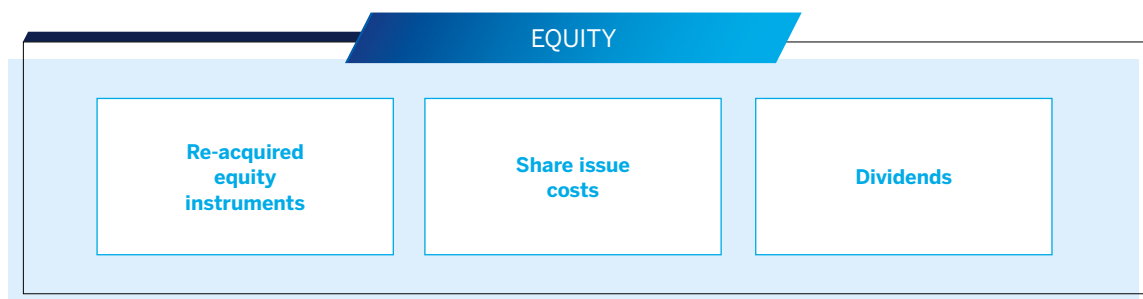 EQUITY
Re-acquired
equity
instruments
Share issue
costs
Dividends